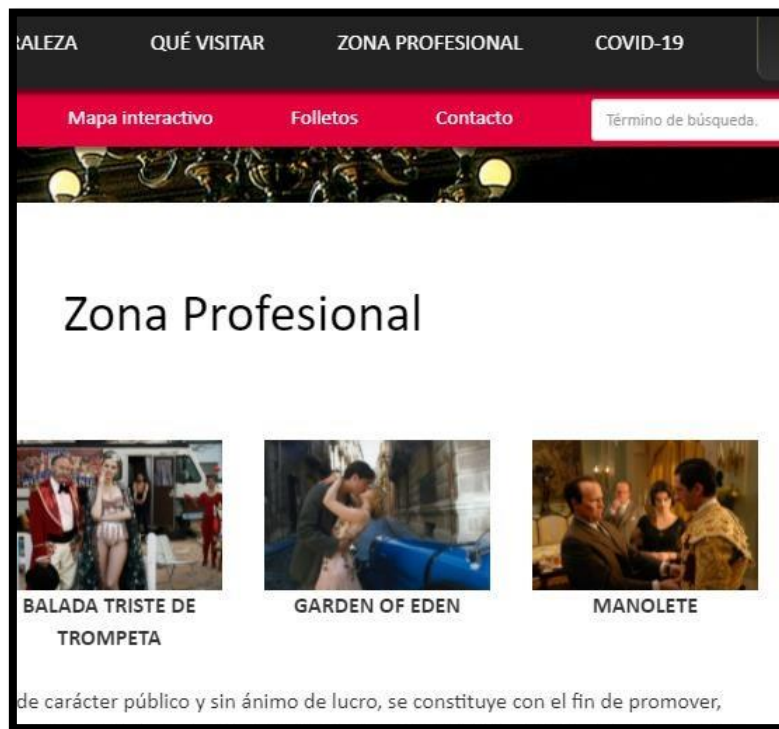 RALEZA QUÉ VISITAR ZONA PROFESIONAL COVID-19
Mapa interactivo Folletos Contacto Término de búsqueda.
Zona Profesional
BALADA TRISTE DE TROMPETA
GARDEN OF EDEN
MANOLETE
de carácter público y sin ánimo de lucro, se constituye con el fin de promover,